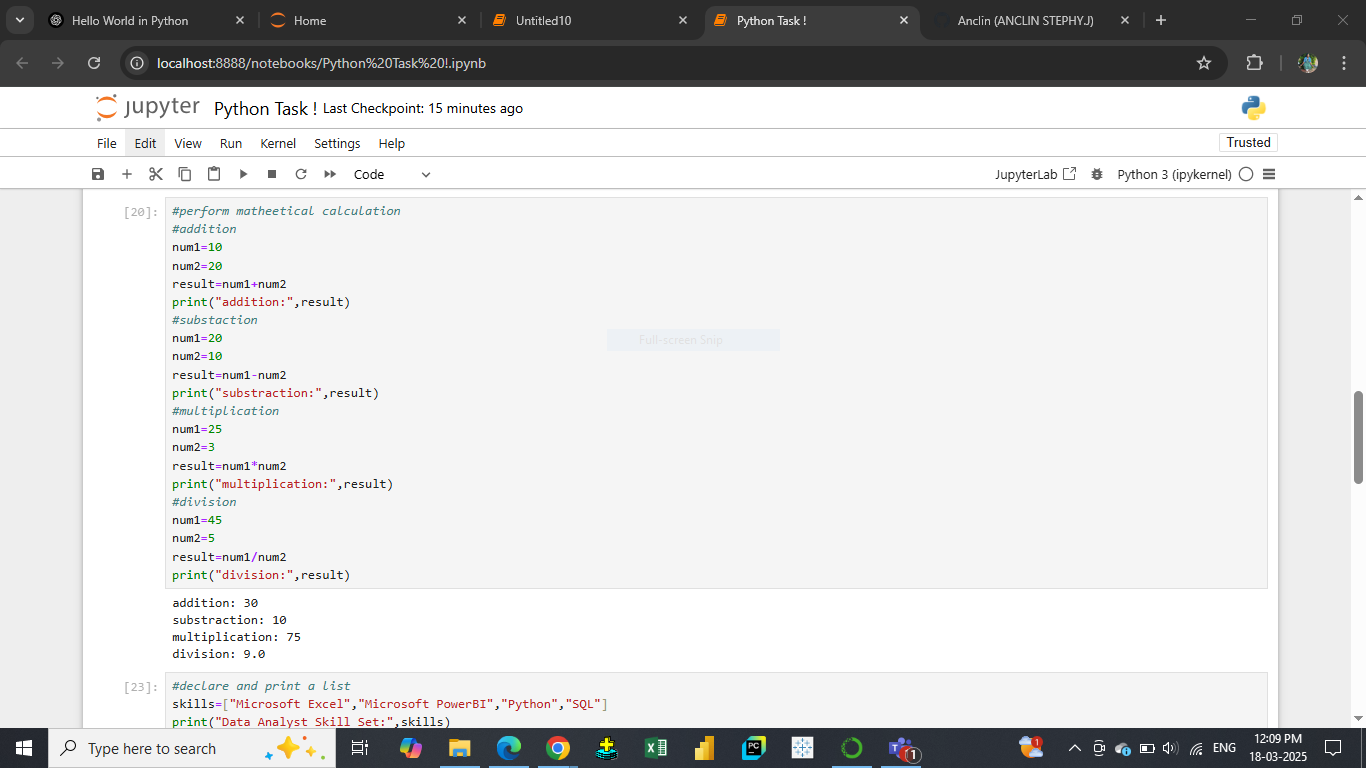 Hello World in Python
Home
Untitled10
Python Task !
Anclin (ANCLIN STEPHY.J)
localhost:8888/notebooks/Python%20Task%20!.ipynb
jupyter Python Task ! Last Checkpoint: 15 minutes ago
File Edit View Run Kernel Settings Help
Trusted
Code
JupyterLab
Python 3 (ipykernel)
[20]:
#perform matheetical calculation
#addition
num1=10
num2=20
result=num1+num2
print("addition:",result)
#substaction
num1=20
Full-screen Snip
num2=10
result=num1-num2
print("substraction:",result)
#multiplication
num1=25
num2=3
result=num1*num2
print("multiplication:",result)
#division
num1=45
num2=5
result=num1/num2
print("division:",result)
addition: 30
substraction: 10
multiplication: 75
division: 9.0
[23]:
#declare and print a list
skills=["Microsoft Excel","Microsoft PowerBI","Python","SQL"]
print("Data Analyst Skill Set:",skills)
Type here to search
PC
1
1
ENG
12:09 PM
18-03-2025